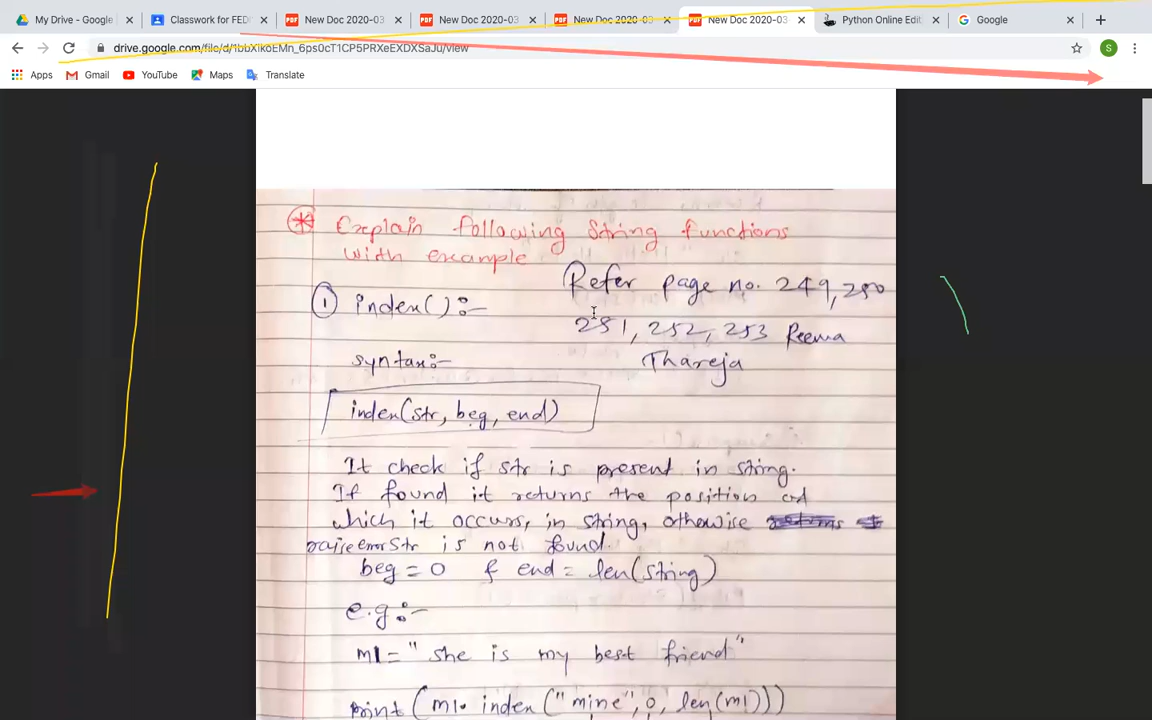 My Drive - Google
Classwork for FED
New Doc 2020-03
New Doc 2020-03
New Doc 2020-03
New Doc 2020-03
Python Online Edit
Google
drive.google.com/file/d/1bbXikoEMn_6ps0cT1CP5PRXeEXDXSaJu/view
S
Apps
Gmail
YouTube
Maps
Translate
Explain following String functions
with example
Refer page no. 249, 250
251, 252, 253 Reema
Thareja
① index():-
syntax:-
index(str, beg, end)
It check if str is present in string.
If found it returns the position at
which it occurs, in string, otherwise
raise error str is not found.
beg = 0 & end = len(string)
e.g:-
m1 = "she is my best friend"
print (m1. index ("mine", 0, len(m1)))